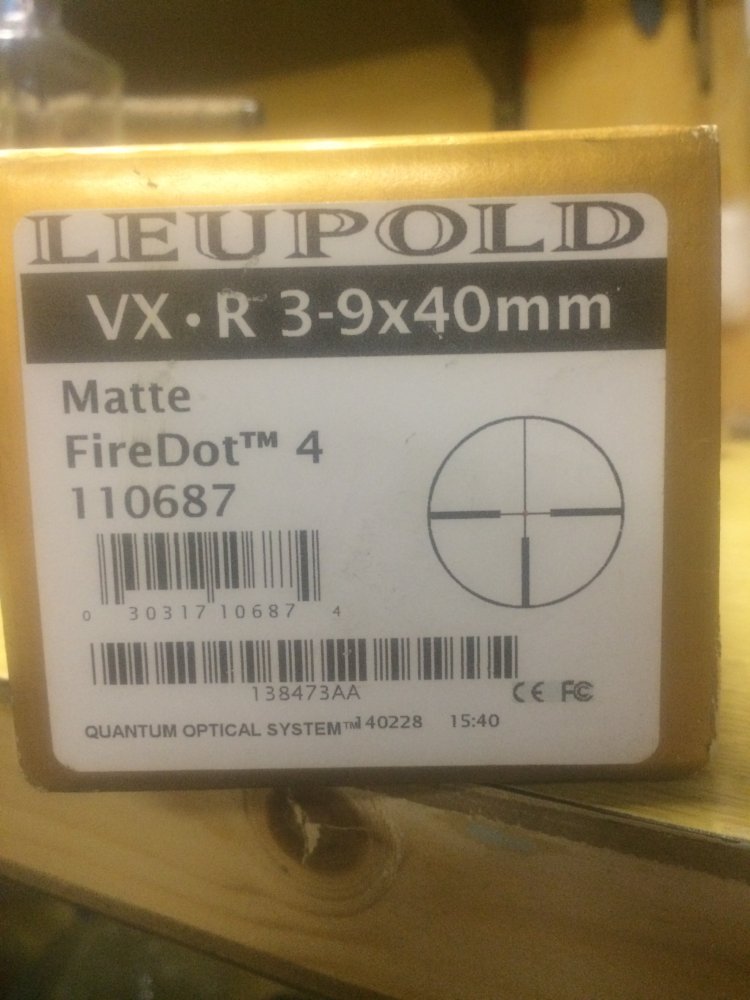 LEUPOLD
VX•R 3-9x40mm
Matte
FireDot™ 4
110687
0 30317 10687 4
138473AA
CE FC
QUANTUM OPTICAL SYSTEM™ 140228 15:40